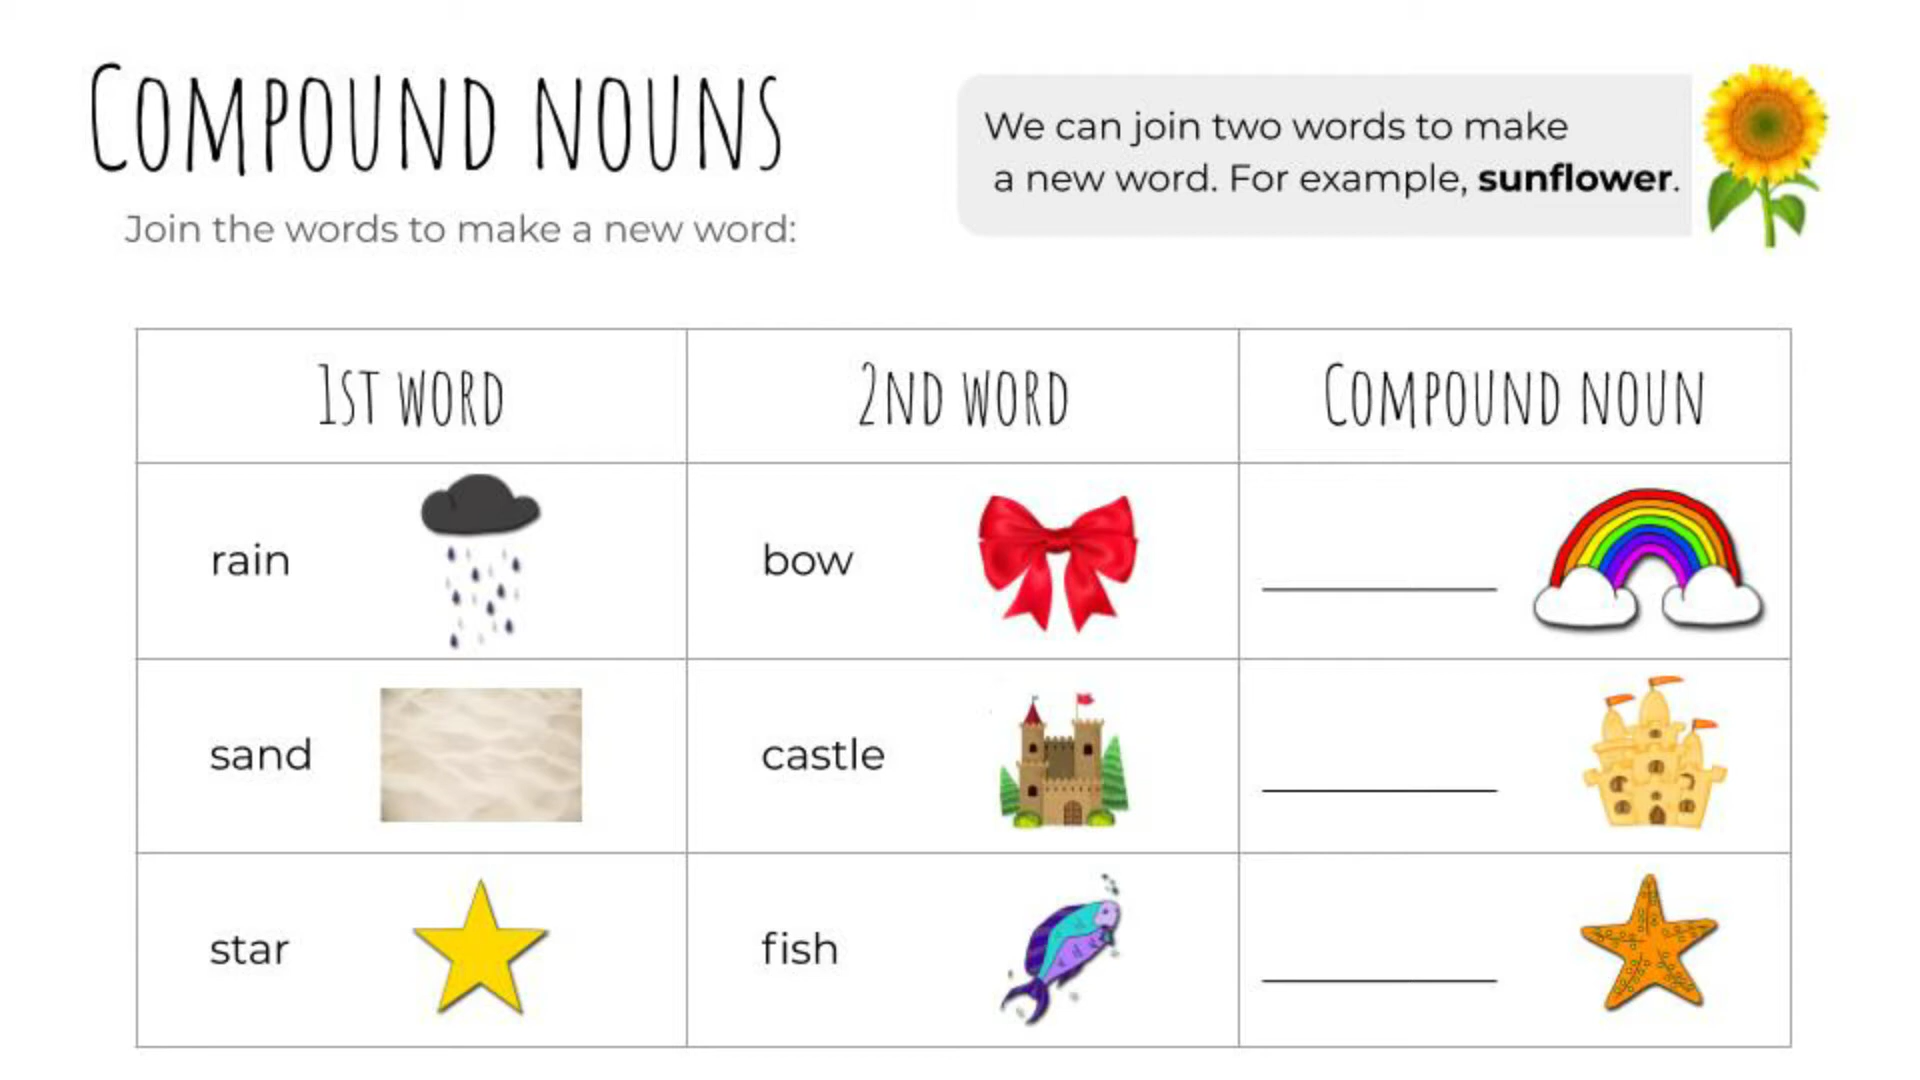 Compound nouns
Join the words to make a new word:
We can join two words to make
a new word. For example, sunflower.
1st word 2nd word Compound noun
rain bow
sand castle
star fish